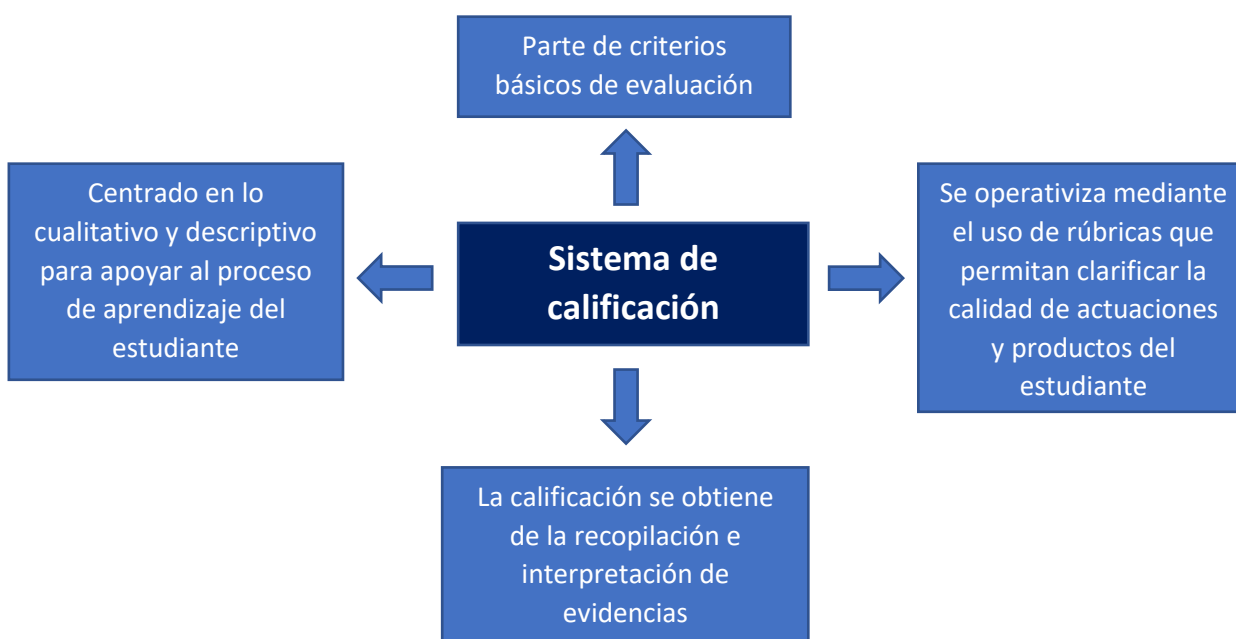 Parte de criterios
básicos de evaluación
Centrado en lo
cualitativo y descriptivo
para apoyar al proceso
de aprendizaje del
estudiante
Sistema de
calificación
Se operativiza mediante
el uso de rúbricas que
permitan clarificar la
calidad de actuaciones
y productos del
estudiante
La calificación se obtiene
de la recopilación e
interpretación de
evidencias